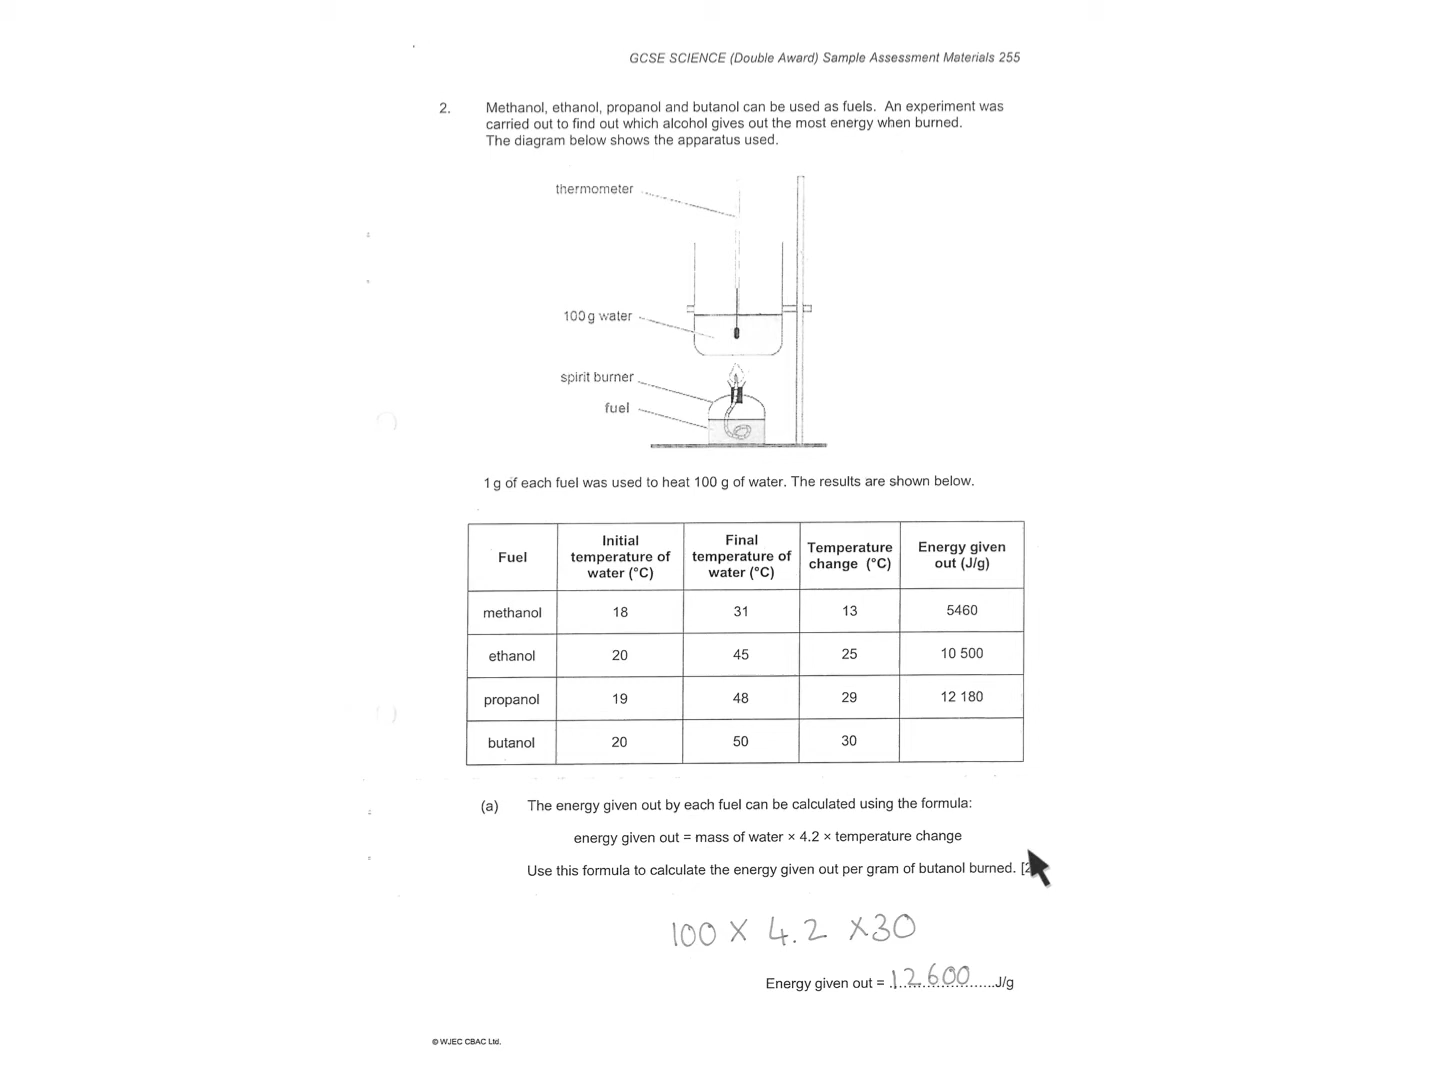 GCSE SCIENCE (Double Award) Sample Assessment Materials 255
2. Methanol, ethanol, propanol and butanol can be used as fuels. An experiment was
carried out to find out which alcohol gives out the most energy when burned.
The diagram below shows the apparatus used.
thermometer
100 g water
spirit burner
fuel
1 g of each fuel was used to heat 100 g of water. The results are shown below.
Fuel Initial temperature of water (°C) Final temperature of water (°C) Temperature change (°C) Energy given out (J/g)
methanol 18 31 13 5460
ethanol 20 45 25 10 500
propanol 19 48 29 12 180
butanol 20 50 30
(a) The energy given out by each fuel can be calculated using the formula:
energy given out = mass of water × 4.2 × temperature change
Use this formula to calculate the energy given out per gram of butanol burned. [2
100 X 4.2 X30
Energy given out = 12600 J/g
© WJEC CBAC Ltd.